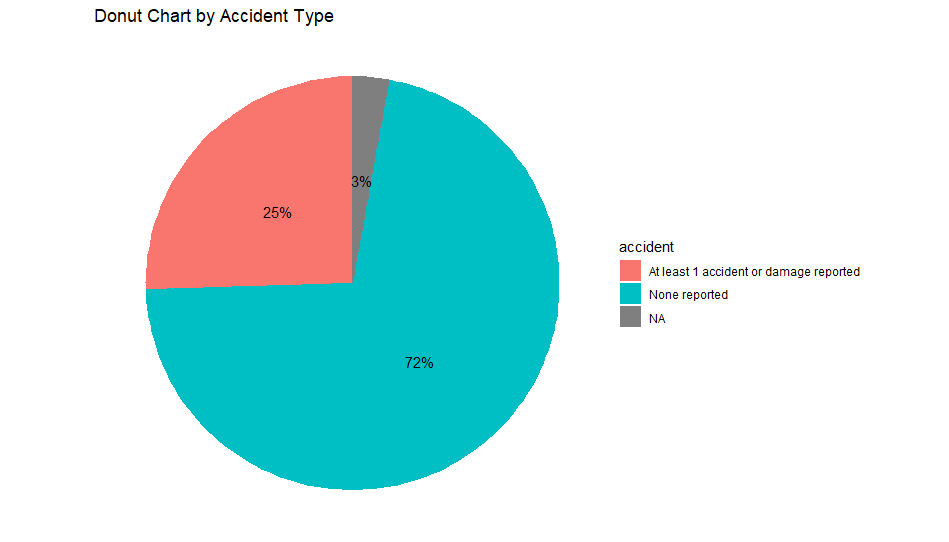 Donut Chart by Accident Type
3%
25%
72%
accident
At least 1 accident or damage reported
None reported
NA